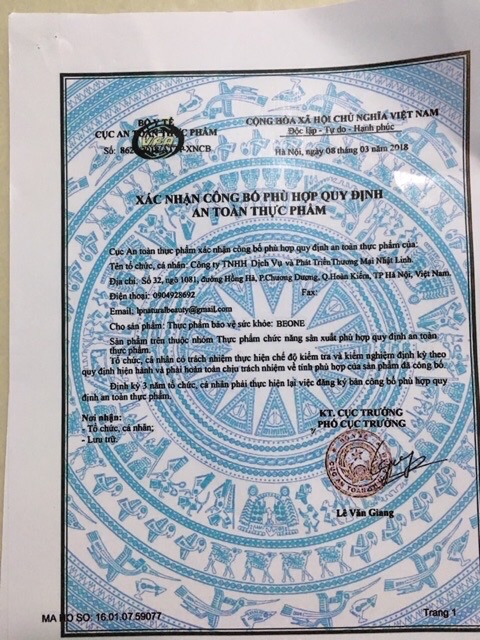 BỘ Y TẾ
CỤC AN TOÀN THỰC PHẨM
CỘNG HÒA XÃ HỘI CHỦ NGHĨA VIỆT NAM
Độc lập - Tự do - Hạnh phúc
Số: /ATTP-XNCB
Hà Nội, ngày 08 tháng 03 năm 2018
XÁC NHẬN CÔNG BỐ PHÙ HỢP QUY ĐỊNH
AN TOÀN THỰC PHẨM
Cục An toàn thực phẩm xác nhận công bố phù hợp quy định an toàn thực phẩm của:
Tên tổ chức, cá nhân: Công ty TNHH Dịch Vụ và Phát Triển Thương Mại Nhật Linh.
Địa chỉ: Số 32, ngõ 1081, đường Hồng Hà, P.Chương Dương, Q.Hoàn Kiếm, TP Hà Nội, Việt Nam.
Điện thoại: 0904928692 Fax:
Email: lpnaturalbeauty@gmail.com
Cho sản phẩm: Thực phẩm bảo vệ sức khỏe: BEONE
Sản phẩm trên thuộc nhóm Thực phẩm chức năng sản xuất phù hợp quy định an toàn
thực phẩm.
Tổ chức, cá nhân có trách nhiệm thực hiện chế độ kiểm tra và kiểm nghiệm định kỳ theo
quy định hiện hành và phải hoàn toàn chịu trách nhiệm về tính phù hợp của sản phẩm đã công bố.
Định kỳ 3 năm tổ chức, cá nhân phải thực hiện lại việc đăng ký bản công bố phù hợp quy
định an toàn thực phẩm.
Nơi nhận:
- Tổ chức, cá nhân;
- Lưu trữ.
KT. CỤC TRƯỞNG
PHÓ CỤC TRƯỞNG
Lê Văn Giang
MA HO SO: 16.01.07.59077
Trang 1